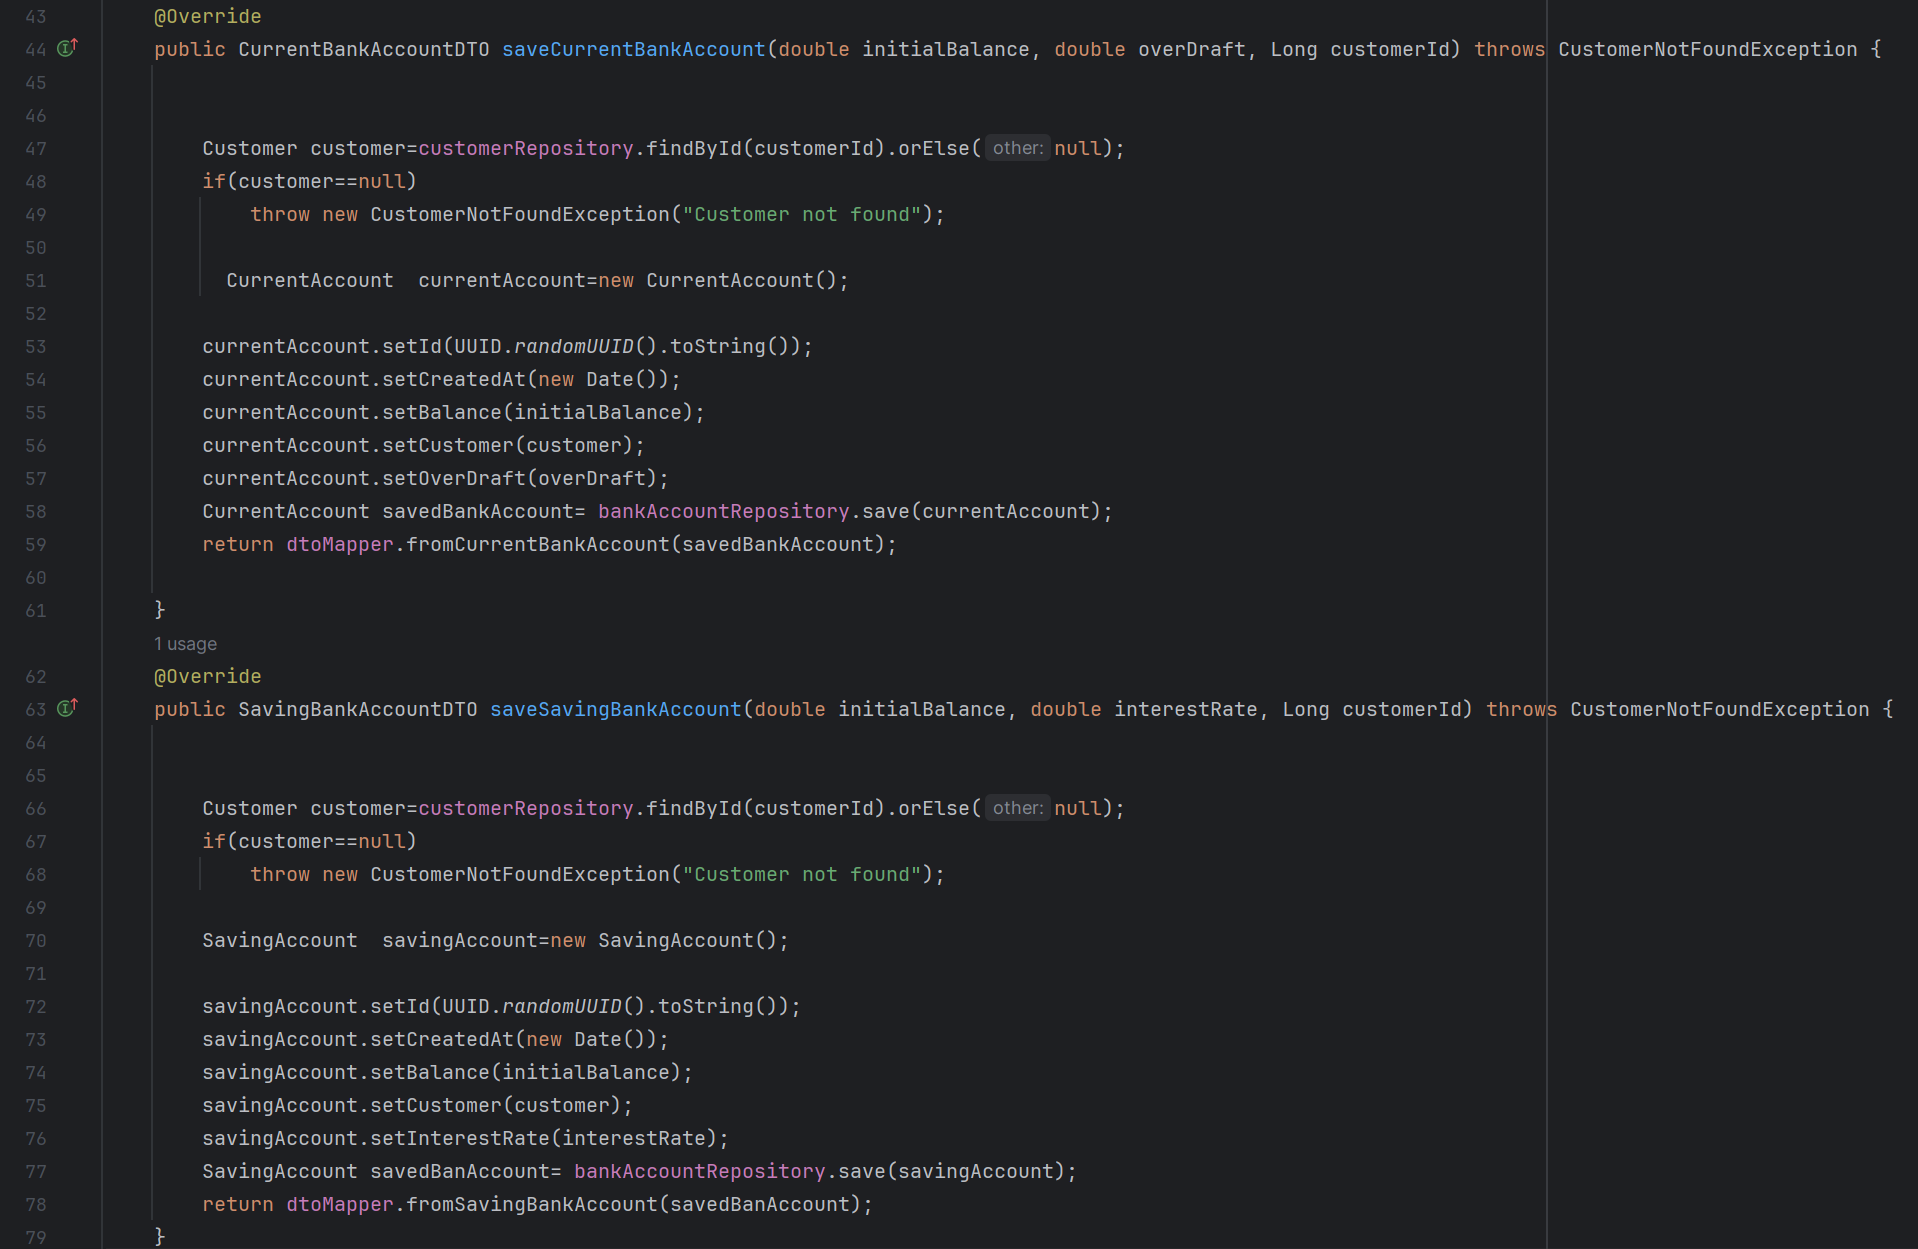 43 @Override
44 public CurrentBankAccountDTO saveCurrentBankAccount(double initialBalance, double overDraft, Long customerId) throws CustomerNotFoundException {
45
46
47 Customer customer=customerRepository.findById(customerId).orElse( other: null);
48 if(customer==null)
49 throw new CustomerNotFoundException("Customer not found");
50
51 CurrentAccount  currentAccount=new CurrentAccount();
52
53 currentAccount.setId(UUID.randomUUID().toString());
54 currentAccount.setCreatedAt(new Date());
55 currentAccount.setBalance(initialBalance);
56 currentAccount.setCustomer(customer);
57 currentAccount.setOverDraft(overDraft);
58 CurrentAccount savedBankAccount= bankAccountRepository.save(currentAccount);
59 return dtoMapper.fromCurrentBankAccount(savedBankAccount);
60
61 }
1 usage
62 @Override
63 public SavingBankAccountDTO saveSavingBankAccount(double initialBalance, double interestRate, Long customerId) throws CustomerNotFoundException {
64
65
66 Customer customer=customerRepository.findById(customerId).orElse( other: null);
67 if(customer==null)
68 throw new CustomerNotFoundException("Customer not found");
69
70 SavingAccount  savingAccount=new SavingAccount();
71
72 savingAccount.setId(UUID.randomUUID().toString());
73 savingAccount.setCreatedAt(new Date());
74 savingAccount.setBalance(initialBalance);
75 savingAccount.setCustomer(customer);
76 savingAccount.setInterestRate(interestRate);
77 SavingAccount savedBanAccount= bankAccountRepository.save(savingAccount);
78 return dtoMapper.fromSavingBankAccount(savedBanAccount);
79 }